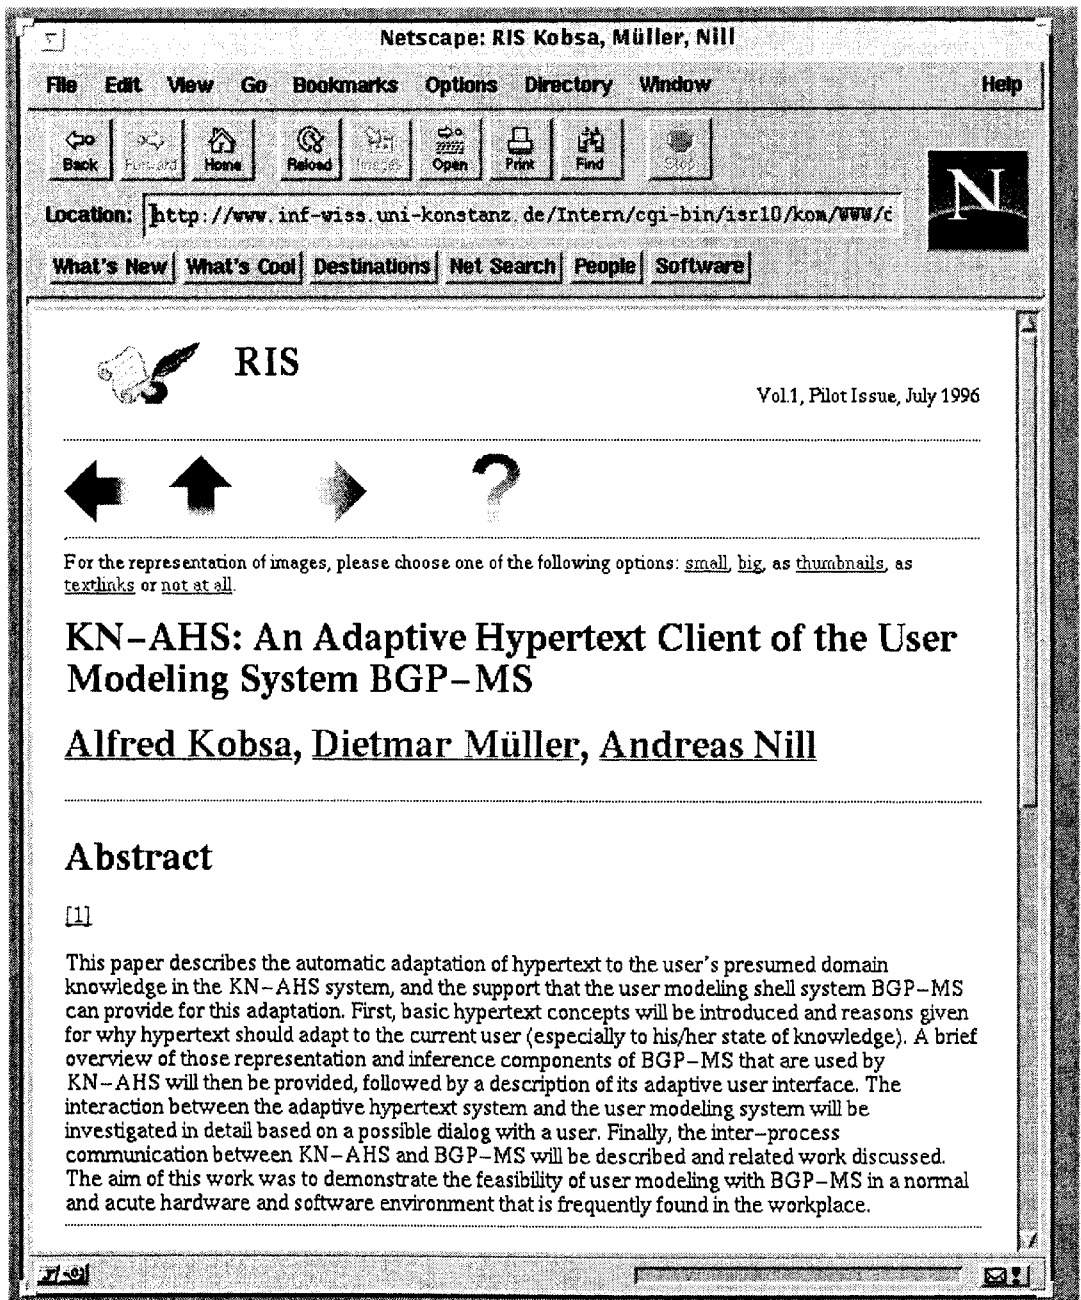 Netscape: RIS Kobsa, Müller, Nill
File Edit View Go Bookmarks Options Directory Window Help
Back Forward Home Reload Images Open Print Find Stop
N
Location: http://www.inf-wiss.uni-konstanz.de/Intern/cgi-bin/isr10/kom/WWW/c
What's New What's Cool Destinations Net Search People Software
RIS
Vol.1, Pilot Issue, July 1996
?
For the representation of images, please choose one of the following options: small, big, as thumbnails, as
textlinks or not at all.
KN-AHS: An Adaptive Hypertext Client of the User
Modeling System BGP-MS
Alfred Kobsa, Dietmar Müller, Andreas Nill
Abstract
[1]
This paper describes the automatic adaptation of hypertext to the user's presumed domain
knowledge in the KN-AHS system, and the support that the user modeling shell system BGP-MS
can provide for this adaptation. First, basic hypertext concepts will be introduced and reasons given
for why hypertext should adapt to the current user (especially to his/her state of knowledge). A brief
overview of those representation and inference components of BGP-MS that are used by
KN-AHS will then be provided, followed by a description of its adaptive user interface. The
interaction between the adaptive hypertext system and the user modeling system will be
investigated in detail based on a possible dialog with a user. Finally, the inter-process
communication between KN-AHS and BGP-MS will be described and related work discussed.
The aim of this work was to demonstrate the feasibility of user modeling with BGP-MS in a normal
and acute hardware and software environment that is frequently found in the workplace.